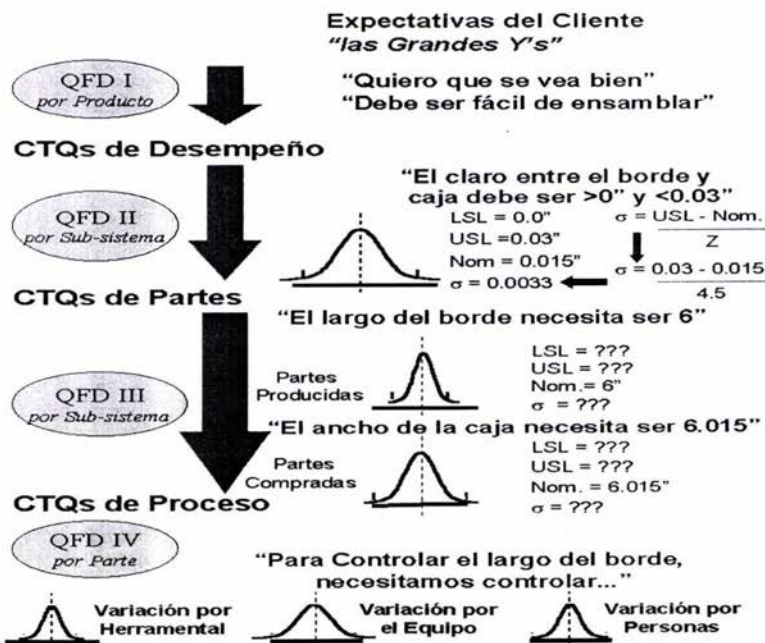 Expectativas del Cliente
“las Grandes Y's”
QFD I
por Producto
“Quiero que se vea bien”
“Debe ser fácil de ensamblar”
CTQs de Desempeño
“El claro entre el borde y
caja debe ser >0” y <0.03”
QFD II
por Sub-sistema
LSL = 0.0”
USL =0.03”
Nom = 0.015”
σ = 0.0033
σ = USL - Nom.
Z
σ = 0.03 - 0.015
4.5
CTQs de Partes
“El largo del borde necesita ser 6”
QFD III
por Sub-sistema
Partes
Producidas
LSL = ???
USL = ???
Nom.= 6”
σ = ???
“El ancho de la caja necesita ser 6.015”
Partes
Compradas
LSL = ???
USL = ???
Nom. = 6.015”
σ = ???
CTQs de Proceso
QFD IV
por Parte
“Para Controlar el largo del borde,
necesitamos controlar...”
Variación por
Herramental
Variación por
el Equipo
Variación por
Personas